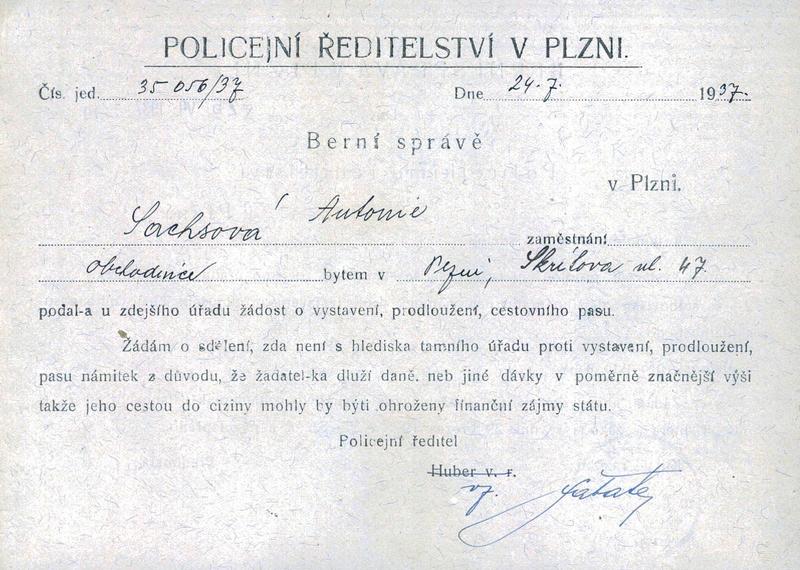 POLICEJNÍ ŘEDITELSTVÍ V PLZNI.
Čís. jed. 35 056/37 Dne 24. 7. 1937.
Berní správě
v Plzni.
Sachsová Antonie zaměstnání
obchodnice bytem v Plzni, Škrétova ul. 47.
podal-a u zdejšího úřadu žádost o vystavení, prodloužení, cestovního pasu.
Žádám o sdělení, zda není s hlediska tamního úřadu proti vystavení, prodloužení,
pasu námitek z důvodu, že žadatel-ka dluží daně. neb jiné dávky v poměrně značnější výši
takže jeho cestou do ciziny mohly by býti ohroženy finanční zájmy státu.
Policejní ředitel
Huber v. r.